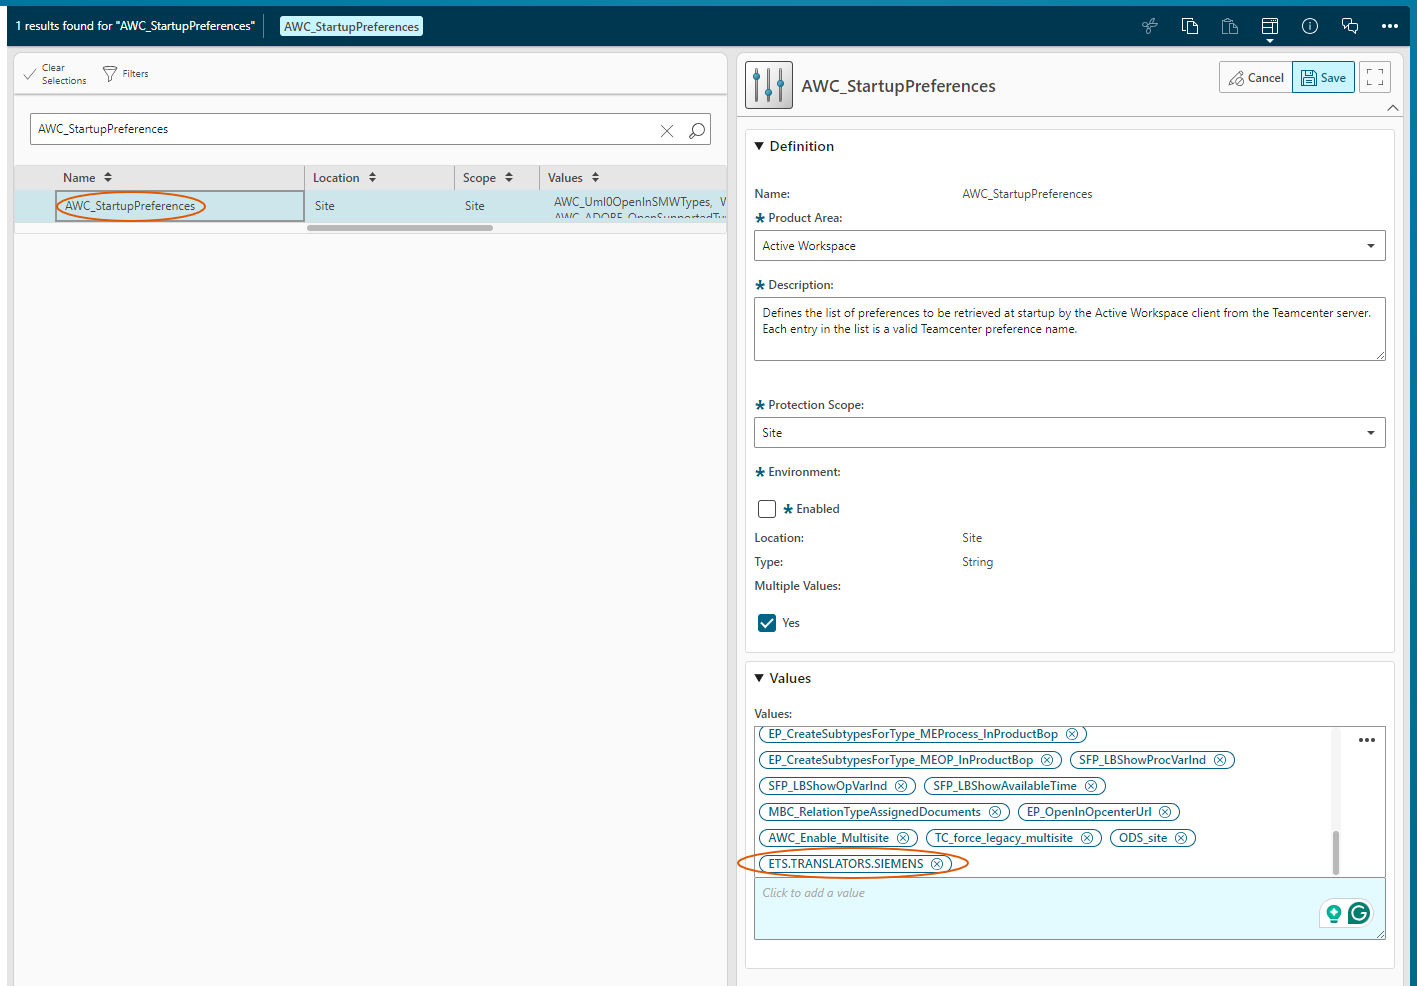 1 results found for "AWC_StartupPreferences"
AWC_StartupPreferences
Clear
Selections
Filters
AWC_StartupPreferences
Name
Location
Scope
Values
AWC_StartupPreferences
Site
Site
AWC_Uml0OpenInSMWTypes,
AWC_ADOBE_OpenSupportedTy
AWC_StartupPreferences
Cancel
Save
Definition
Name:
AWC_StartupPreferences
* Product Area:
Active Workspace
* Description:
Defines the list of preferences to be retrieved at startup by the Active Workspace client from the Teamcenter server.
Each entry in the list is a valid Teamcenter preference name.
* Protection Scope:
Site
* Environment:
* Enabled
Location:
Site
Type:
String
Multiple Values:
Yes
Values
Values:
EP_CreateSubtypesForType_MEProcess_InProductBop
EP_CreateSubtypesForType_MEOP_InProductBop
SFP_LBShowProcVarInd
SFP_LBShowOpVarInd
SFP_LBShowAvailableTime
MBC_RelationTypeAssignedDocuments
EP_OpenInOpcenterUrl
AWC_Enable_Multisite
TC_force_legacy_multisite
ODS_site
ETS.TRANSLATORS.SIEMENS
Click to add a value